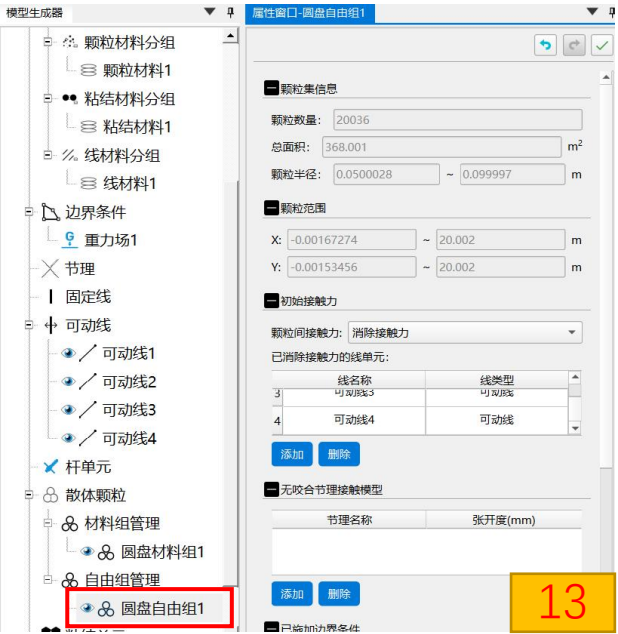 模型生成器
颗粒材料分组
颗粒材料1
粘结材料分组
粘结材料1
线材料分组
线材料1
边界条件
G
重力场1
节理
固定线
可动线
可动线1
可动线2
可动线3
可动线4
杆单元
散体颗粒
材料组管理
圆盘材料组1
自由组管理
圆盘自由组1
属性窗口-圆盘自由组1
颗粒集信息
颗粒数量: 20036
总面积: 368.001 m²
颗粒半径: 0.0500028 ~ 0.099997 m
颗粒范围
X: -0.00167274 ~ 20.002 m
Y: -0.00153456 ~ 20.002 m
初始接触力
颗粒间接触力: 消除接触力
已消除接触力的线单元:
线名称 线类型
3 可动线3 可动线
4 可动线4 可动线
添加 删除
无咬合节理接触模型
节理名称 张开度(mm)
添加 删除
已施加边界条件
13